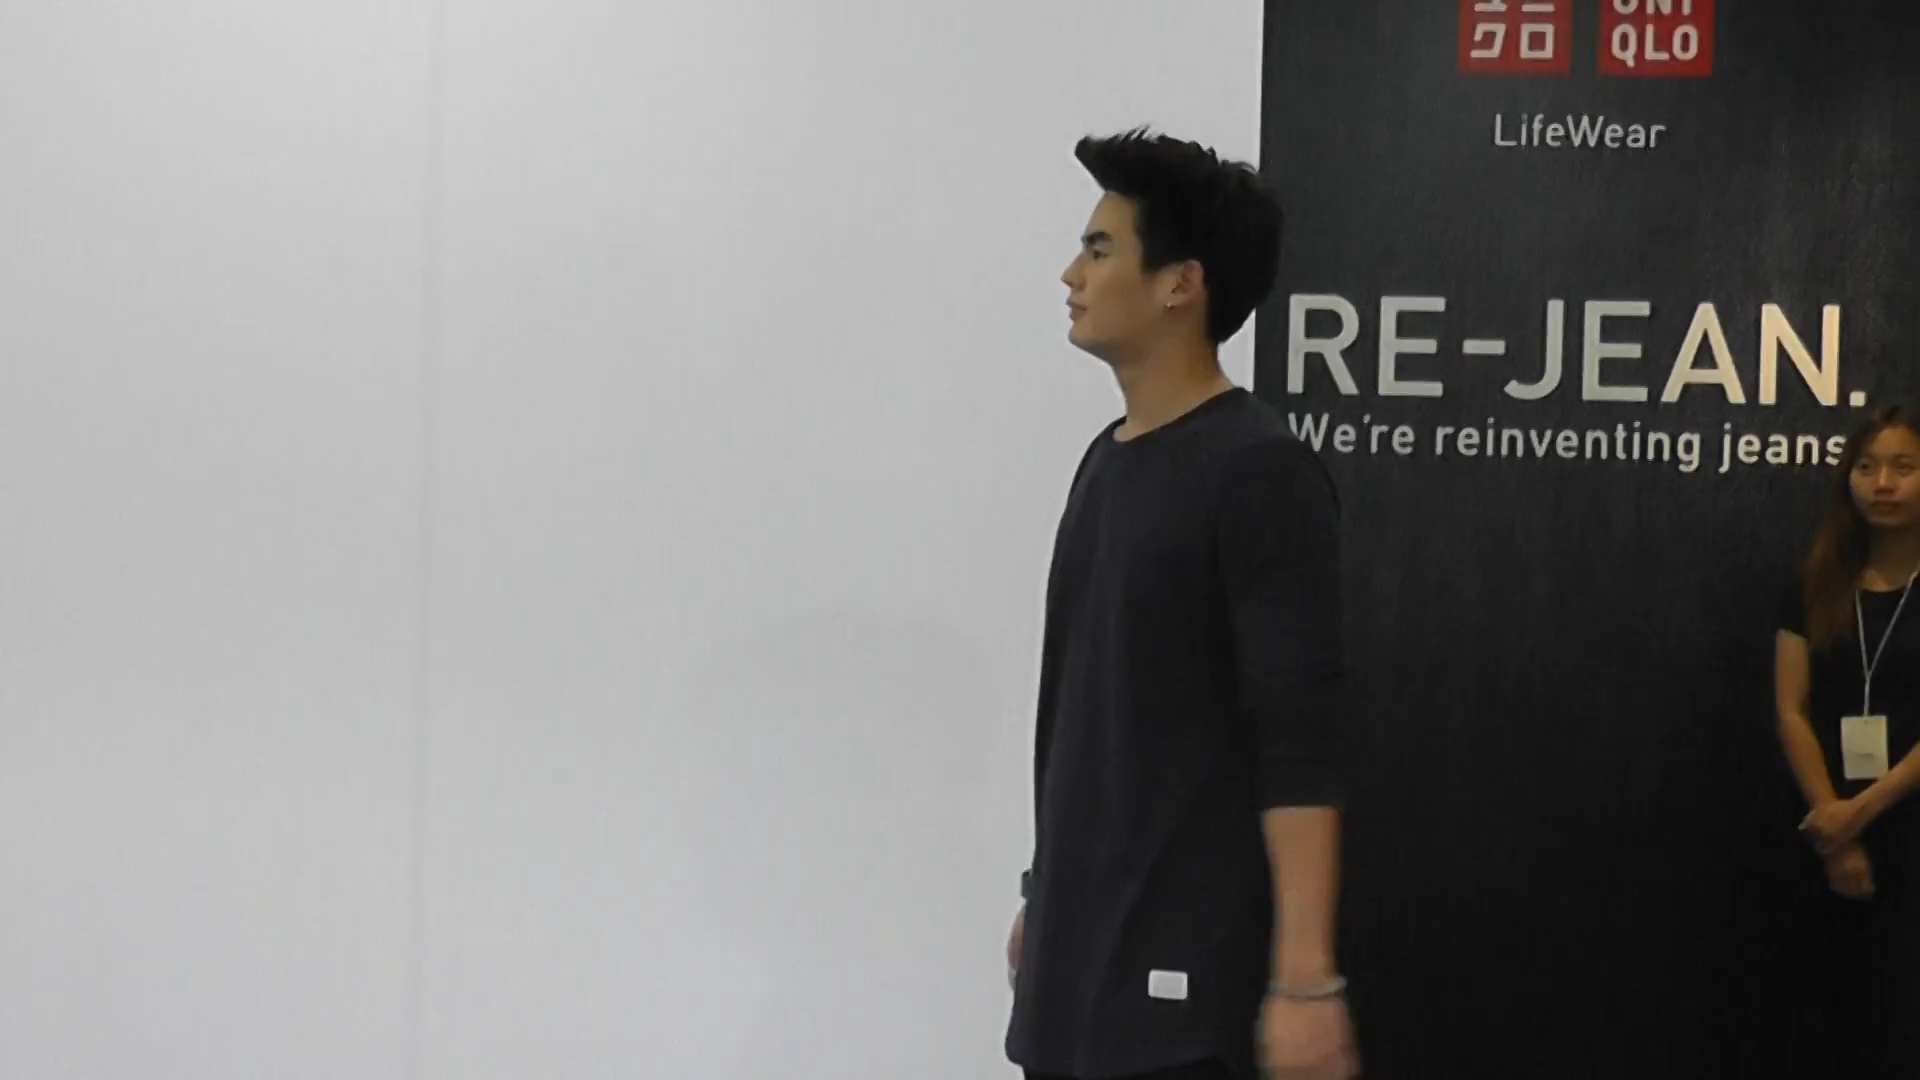 ユニ UNI
クロ QLO
LifeWear
RE-JEAN.
We're reinventing jeans